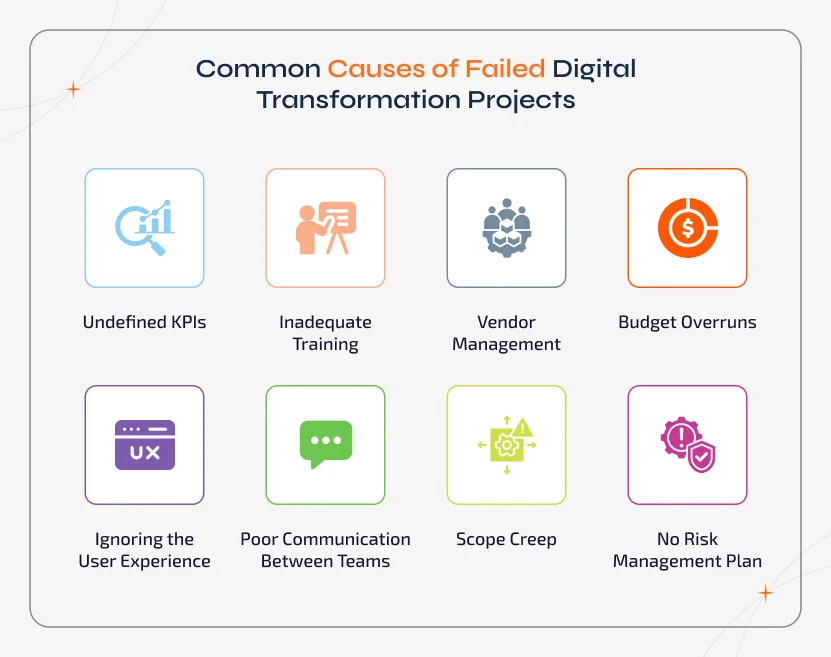 Common Causes of Failed Digital
Transformation Projects
$
Undefined KPIs
Inadequate
Training
Vendor
Management
Budget Overruns
UX
!
!
Ignoring the
User Experience
Poor Communication
Between Teams
Scope Creep
No Risk
Management Plan